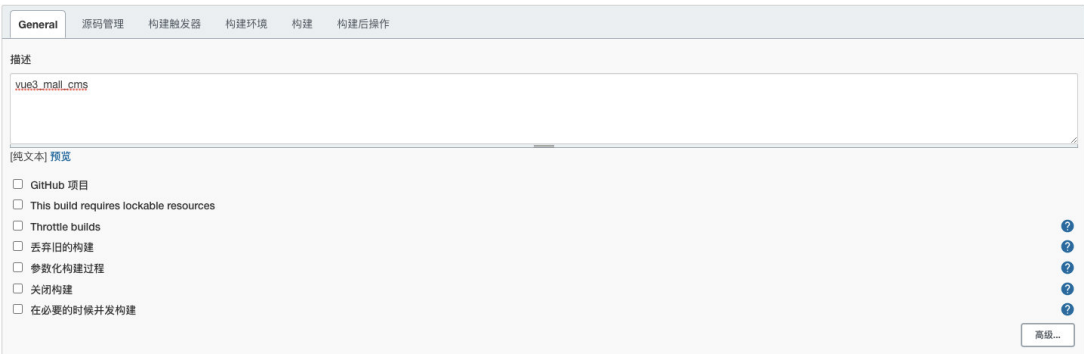 General 源码管理 构建触发器 构建环境 构建 构建后操作
描述
vue3_mall_cms
[纯文本] 预览
GitHub 项目
This build requires lockable resources
Throttle builds
丢弃旧的构建
参数化构建过程
关闭构建
在必要的时候并发构建
高级...